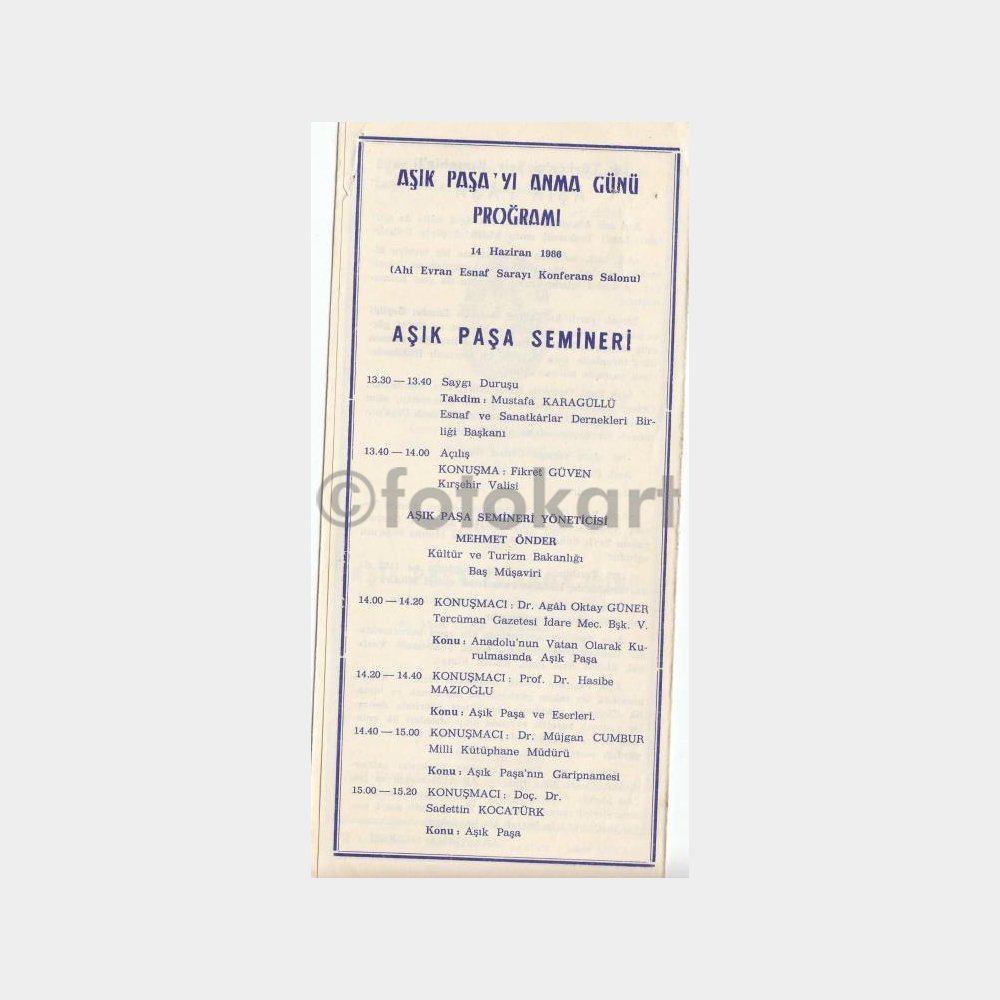 AŞIK PAŞA'YI ANMA GÜNÜ
PROĞRAMI
14 Haziran 1986
(Ahi Evran Esnaf Sarayı Konferans Salonu)
AŞIK PAŞA SEMİNERİ
13.30 — 13.40 Saygı Duruşu
Takdim : Mustafa KARAGÜLLÜ
Esnaf ve Sanatkârlar Dernekleri Bir-
liği Başkanı
13.40 — 14.00 Açılış
KONUŞMA : Fikret GÜVEN
Kırşehir Valisi
©fotokart
AŞIK PAŞA SEMİNERİ YÖNETİCİSİ
MEHMET ÖNDER
Kültür ve Turizm Bakanlığı
Baş Müşaviri
14.00 — 14.20 KONUŞMACI : Dr. Agâh Oktay GÜNER
Tercüman Gazetesi İdare Mec. Bşk. V.
Konu : Anadolu'nun Vatan Olarak Ku-
rulmasında Aşık Paşa
14.20 — 14.40 KONUŞMACI : Prof. Dr. Hasibe
MAZIOĞLU
Konu : Aşık Paşa ve Eserleri.
14.40 — 15.00 KONUŞMACI : Dr. Müjgan CUMBUR
Milli Kütüphane Müdürü
Konu : Aşık Paşa'nın Garipnamesi
15.00 — 15.20 KONUŞMACI : Doç. Dr.
Sadettin KOCATÜRK
Konu : Aşık Paşa